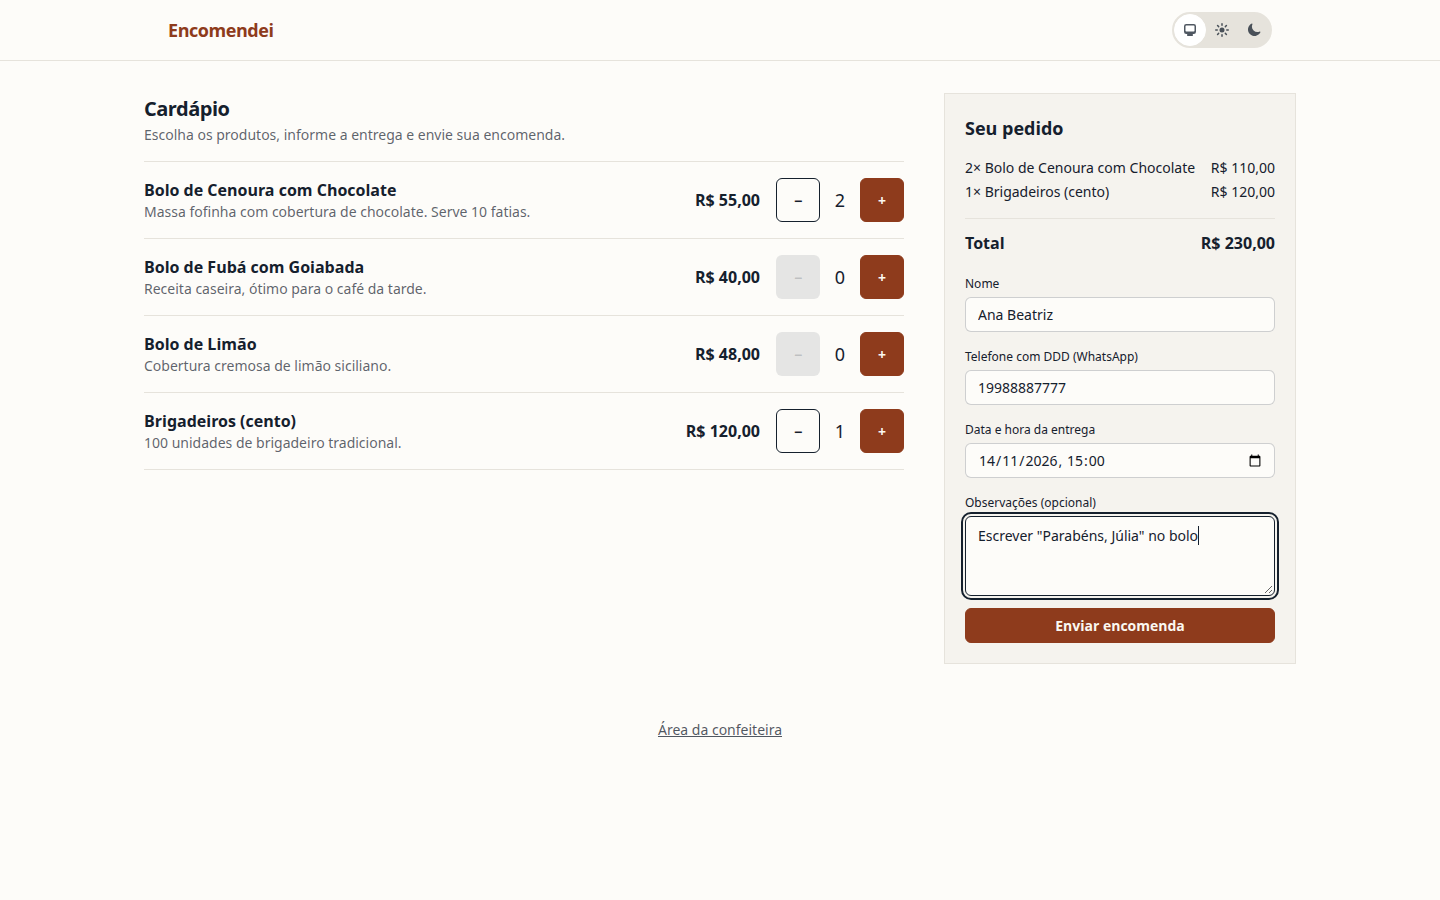 Encomendei
Cardápio
Escolha os produtos, informe a entrega e envie sua encomenda.
Bolo de Cenoura com Chocolate
Massa fofinha com cobertura de chocolate. Serve 10 fatias.
R$ 55,00 − 2 +
Bolo de Fubá com Goiabada
Receita caseira, ótimo para o café da tarde.
R$ 40,00 − 0 +
Bolo de Limão
Cobertura cremosa de limão siciliano.
R$ 48,00 − 0 +
Brigadeiros (cento)
100 unidades de brigadeiro tradicional.
R$ 120,00 − 1 +
Seu pedido
2× Bolo de Cenoura com Chocolate R$ 110,00
1× Brigadeiros (cento) R$ 120,00
Total R$ 230,00
Nome
Ana Beatriz
Telefone com DDD (WhatsApp)
19988887777
Data e hora da entrega
14/11/2026, 15:00
Observações (opcional)
Escrever "Parabéns, Júlia" no bolo
Enviar encomenda
Área da confeiteira